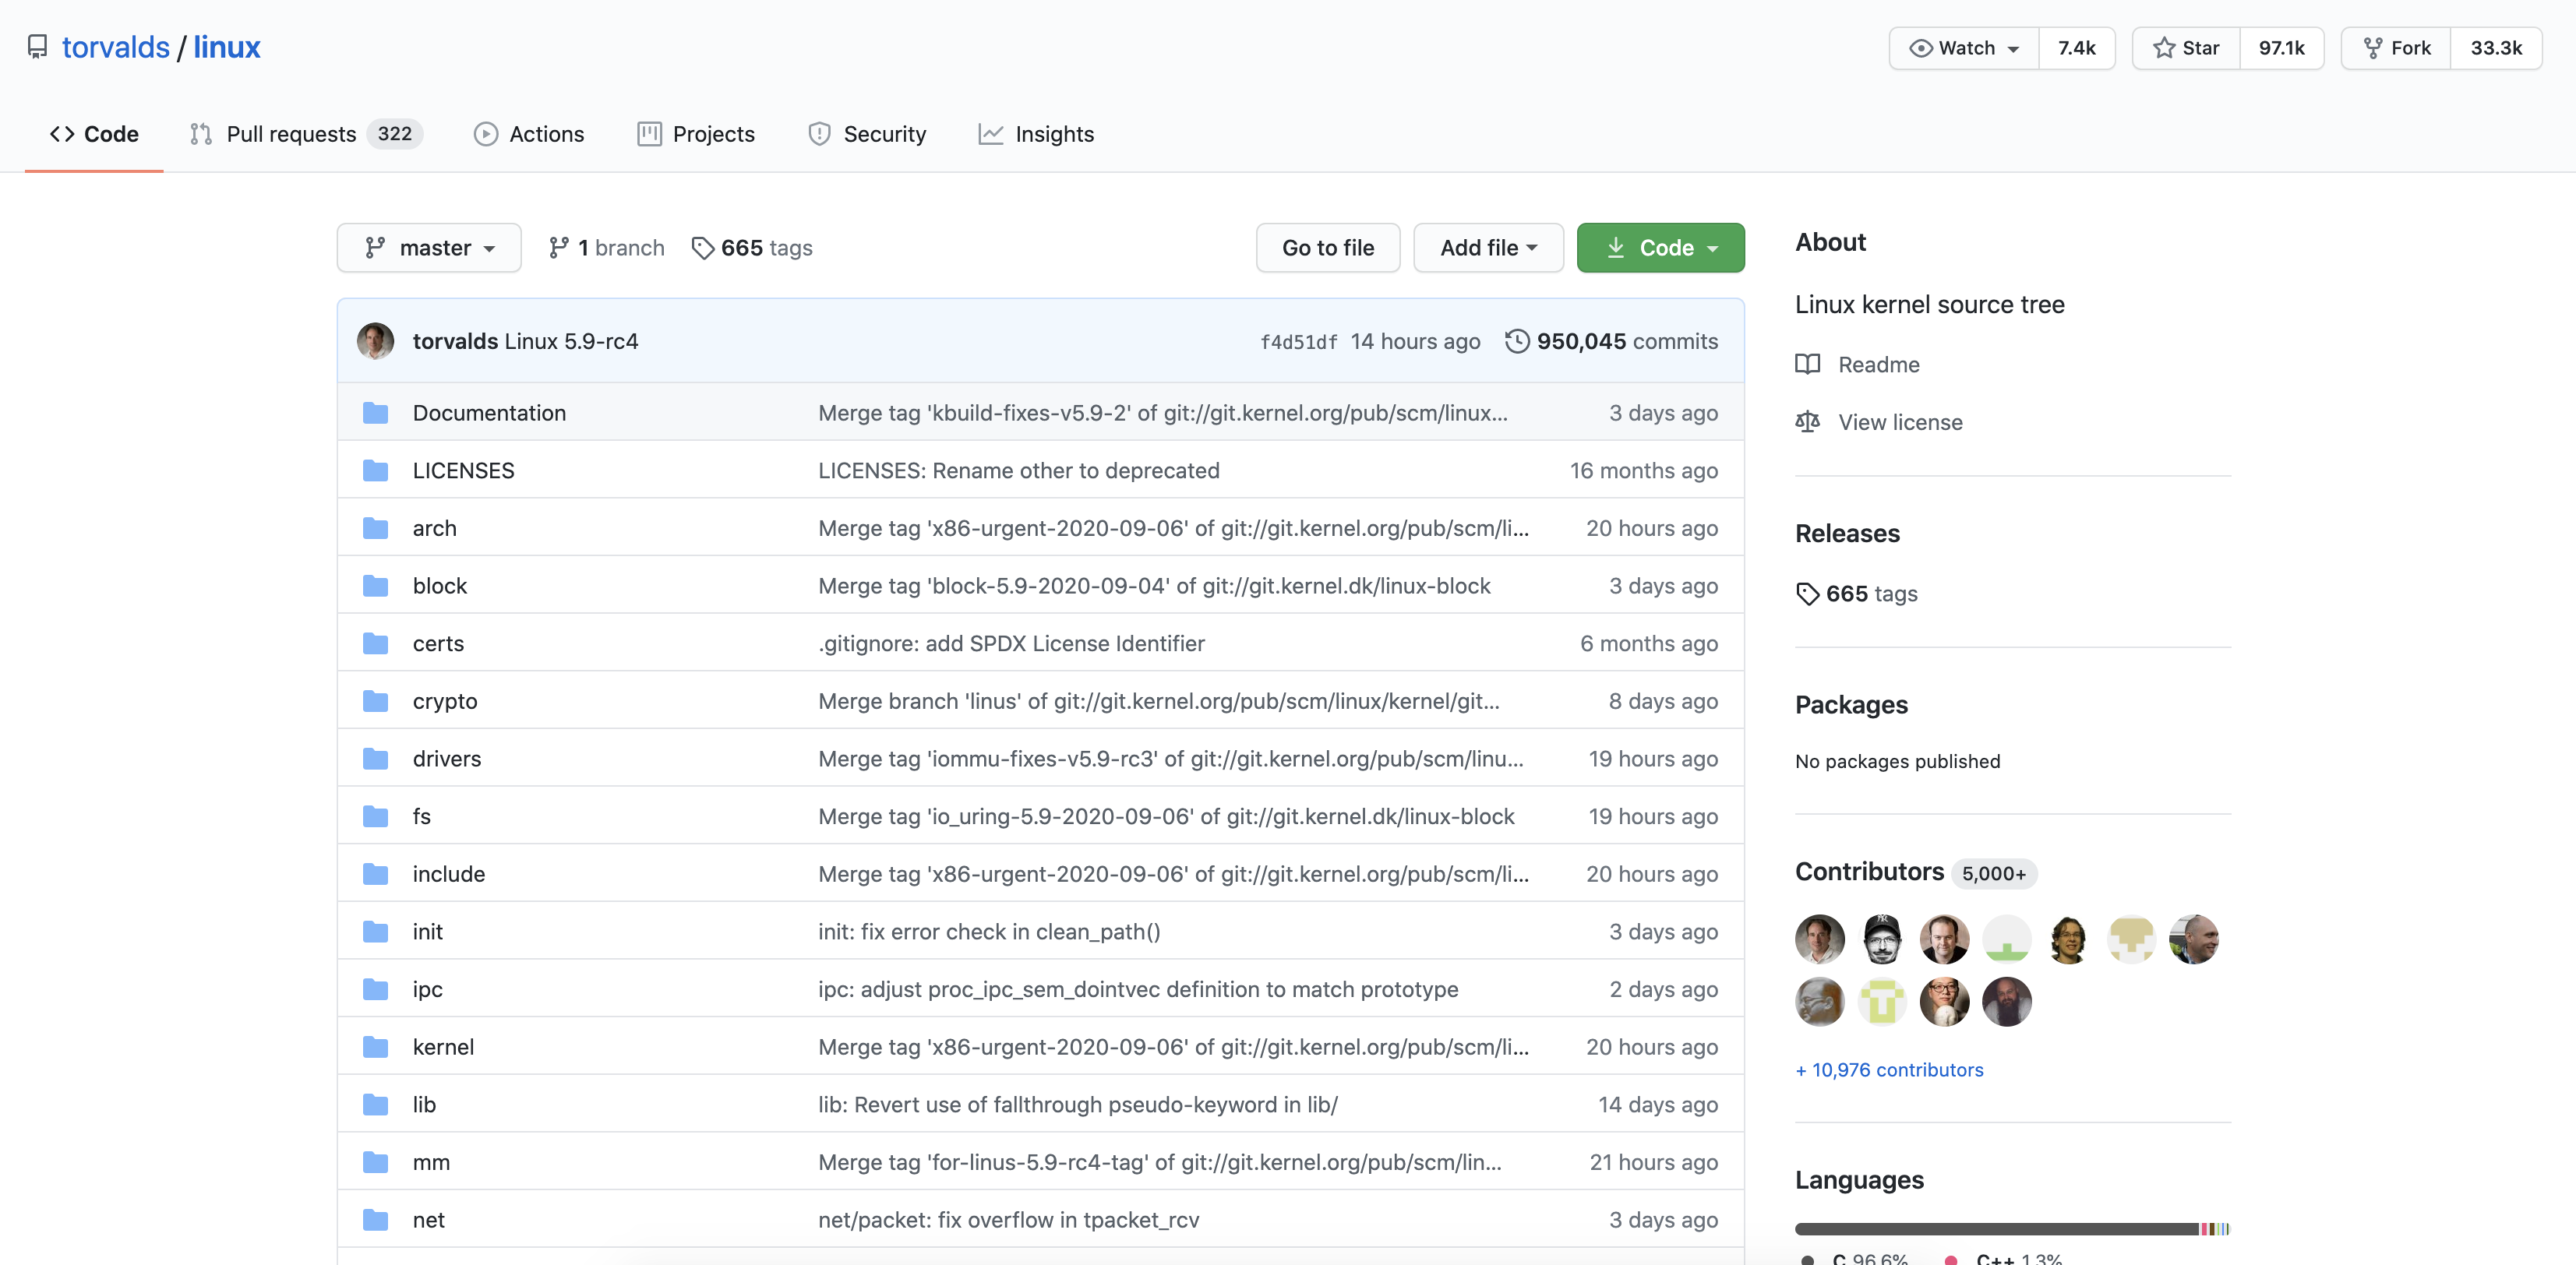 torvalds / linux
Watch 7.4k Star 97.1k Fork 33.3k
Code Pull requests 322 Actions Projects Security Insights
master 1 branch 665 tags Go to file Add file Code
torvalds Linux 5.9-rc4 f4d51df 14 hours ago 950,045 commits
Documentation Merge tag 'kbuild-fixes-v5.9-2' of git://git.kernel.org/pub/scm/linux... 3 days ago
LICENSES LICENSES: Rename other to deprecated 16 months ago
arch Merge tag 'x86-urgent-2020-09-06' of git://git.kernel.org/pub/scm/li... 20 hours ago
block Merge tag 'block-5.9-2020-09-04' of git://git.kernel.dk/linux-block 3 days ago
certs .gitignore: add SPDX License Identifier 6 months ago
crypto Merge branch 'linus' of git://git.kernel.org/pub/scm/linux/kernel/git... 8 days ago
drivers Merge tag 'iommu-fixes-v5.9-rc3' of git://git.kernel.org/pub/scm/linu... 19 hours ago
fs Merge tag 'io_uring-5.9-2020-09-06' of git://git.kernel.dk/linux-block 19 hours ago
include Merge tag 'x86-urgent-2020-09-06' of git://git.kernel.org/pub/scm/li... 20 hours ago
init init: fix error check in clean_path() 3 days ago
ipc ipc: adjust proc_ipc_sem_dointvec definition to match prototype 2 days ago
kernel Merge tag 'x86-urgent-2020-09-06' of git://git.kernel.org/pub/scm/li... 20 hours ago
lib lib: Revert use of fallthrough pseudo-keyword in lib/ 14 days ago
mm Merge tag 'for-linus-5.9-rc4-tag' of git://git.kernel.org/pub/scm/lin... 21 hours ago
net net/packet: fix overflow in tpacket_rcv 3 days ago
About
Linux kernel source tree
Readme
View license
Releases
665 tags
Packages
No packages published
Contributors 5,000+
+ 10,976 contributors
Languages
C 96.6% C++ 1.3%